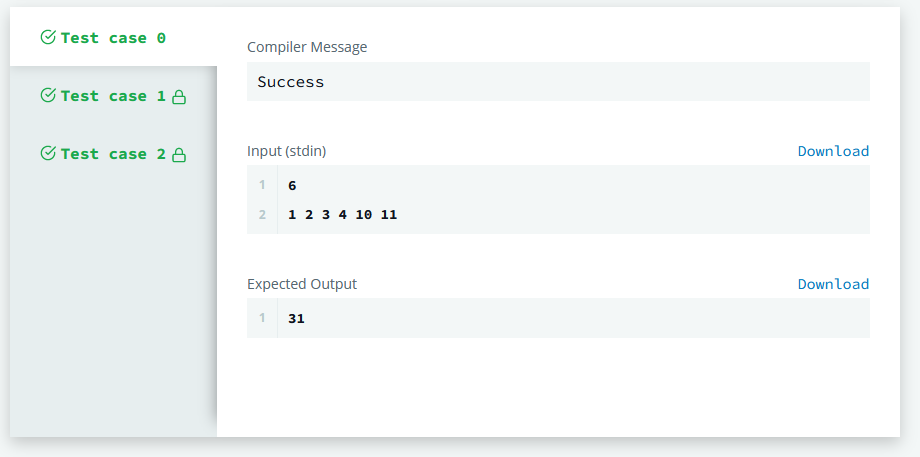 Test case 0
Test case 1
Test case 2
Compiler Message
Success
Input (stdin)
Download
1 6
2 1 2 3 4 10 11
Expected Output
Download
1 31